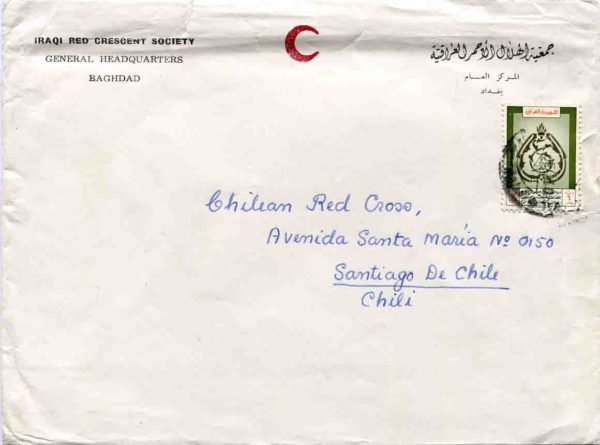 IRAQI RED CRESCENT SOCIETY
GENERAL HEADQUARTERS
BAGHDAD
جمعية الهلال الأحمر العراقية
المركز العام
بغداد
Chilean Red Cross,
Avenida Santa María Nº 0150
Santiago De Chile
Chili